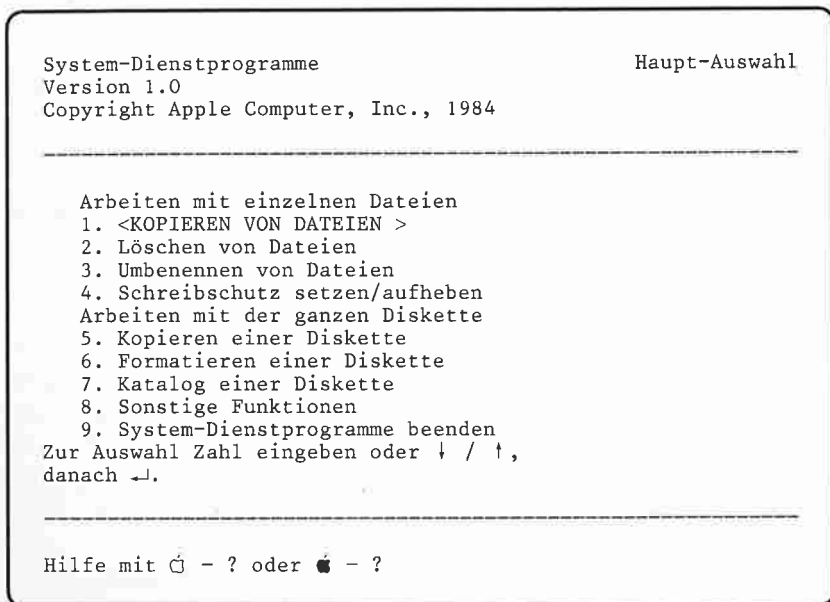 System-Dienstprogramme Haupt-Auswahl
Version 1.0
Copyright Apple Computer, Inc., 1984
Arbeiten mit einzelnen Dateien
1. <KOPIEREN VON DATEIEN >
2. Löschen von Dateien
3. Umbenennen von Dateien
4. Schreibschutz setzen/aufheben
Arbeiten mit der ganzen Diskette
5. Kopieren einer Diskette
6. Formatieren einer Diskette
7. Katalog einer Diskette
8. Sonstige Funktionen
9. System-Dienstprogramme beenden
Zur Auswahl Zahl eingeben oder ↓ / ↑,
danach ↵.
Hilfe mit  - ? oder  - ?